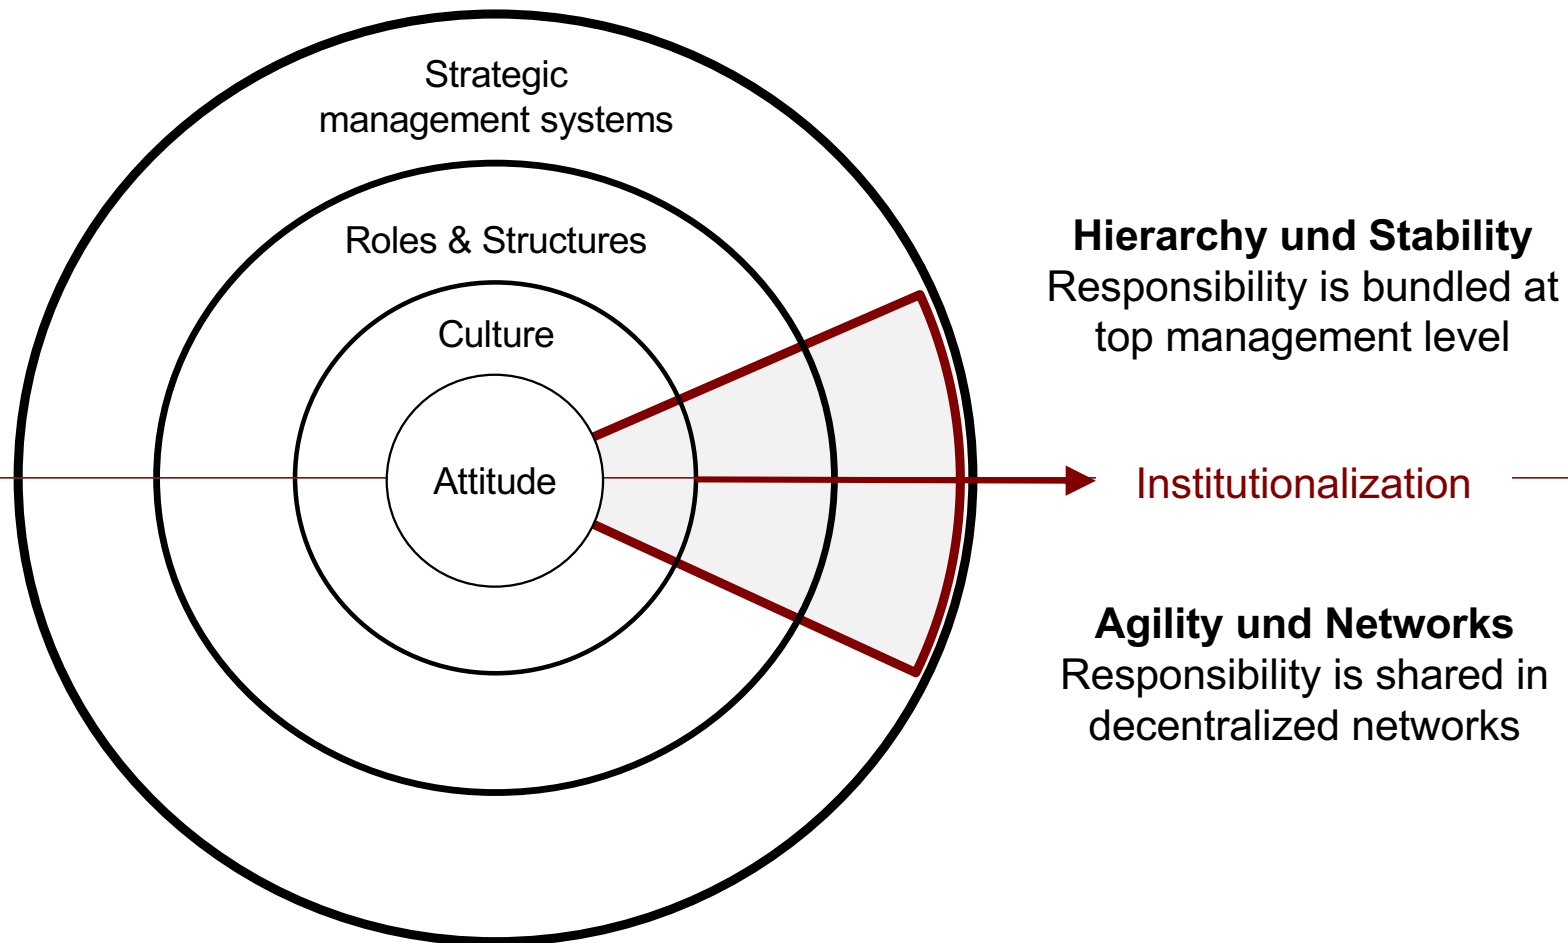 Strategic
management systems
Roles & Structures
Culture
Attitude
Hierarchy und Stability
Responsibility is bundled at
top management level
Institutionalization
Agility und Networks
Responsibility is shared in
decentralized networks